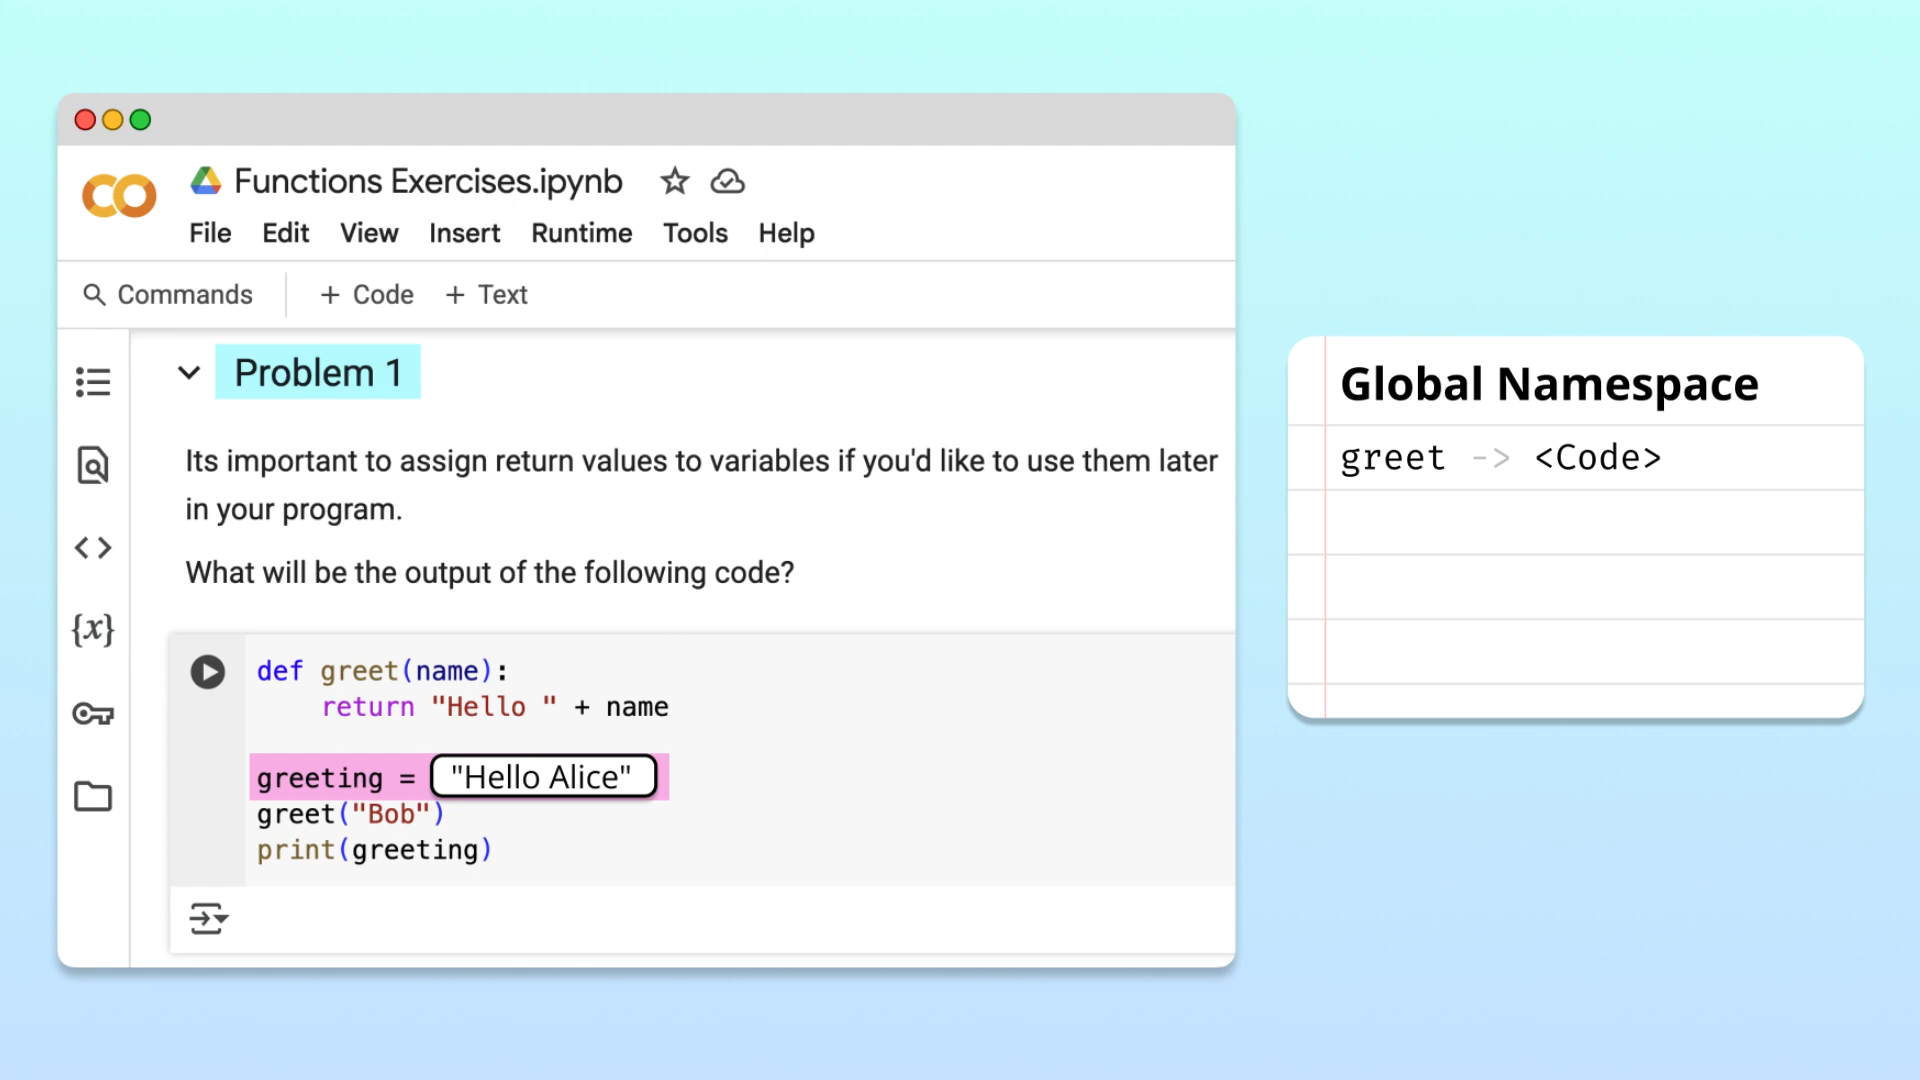 Functions Exercises.ipynb
File Edit View Insert Runtime Tools Help
Commands + Code + Text
Problem 1
Its important to assign return values to variables if you'd like to use them later
in your program.
What will be the output of the following code?
{x}
def greet(name):
    return "Hello " + name
greeting = "Hello Alice"
greet("Bob")
print(greeting)
Global Namespace
greet -> <Code>